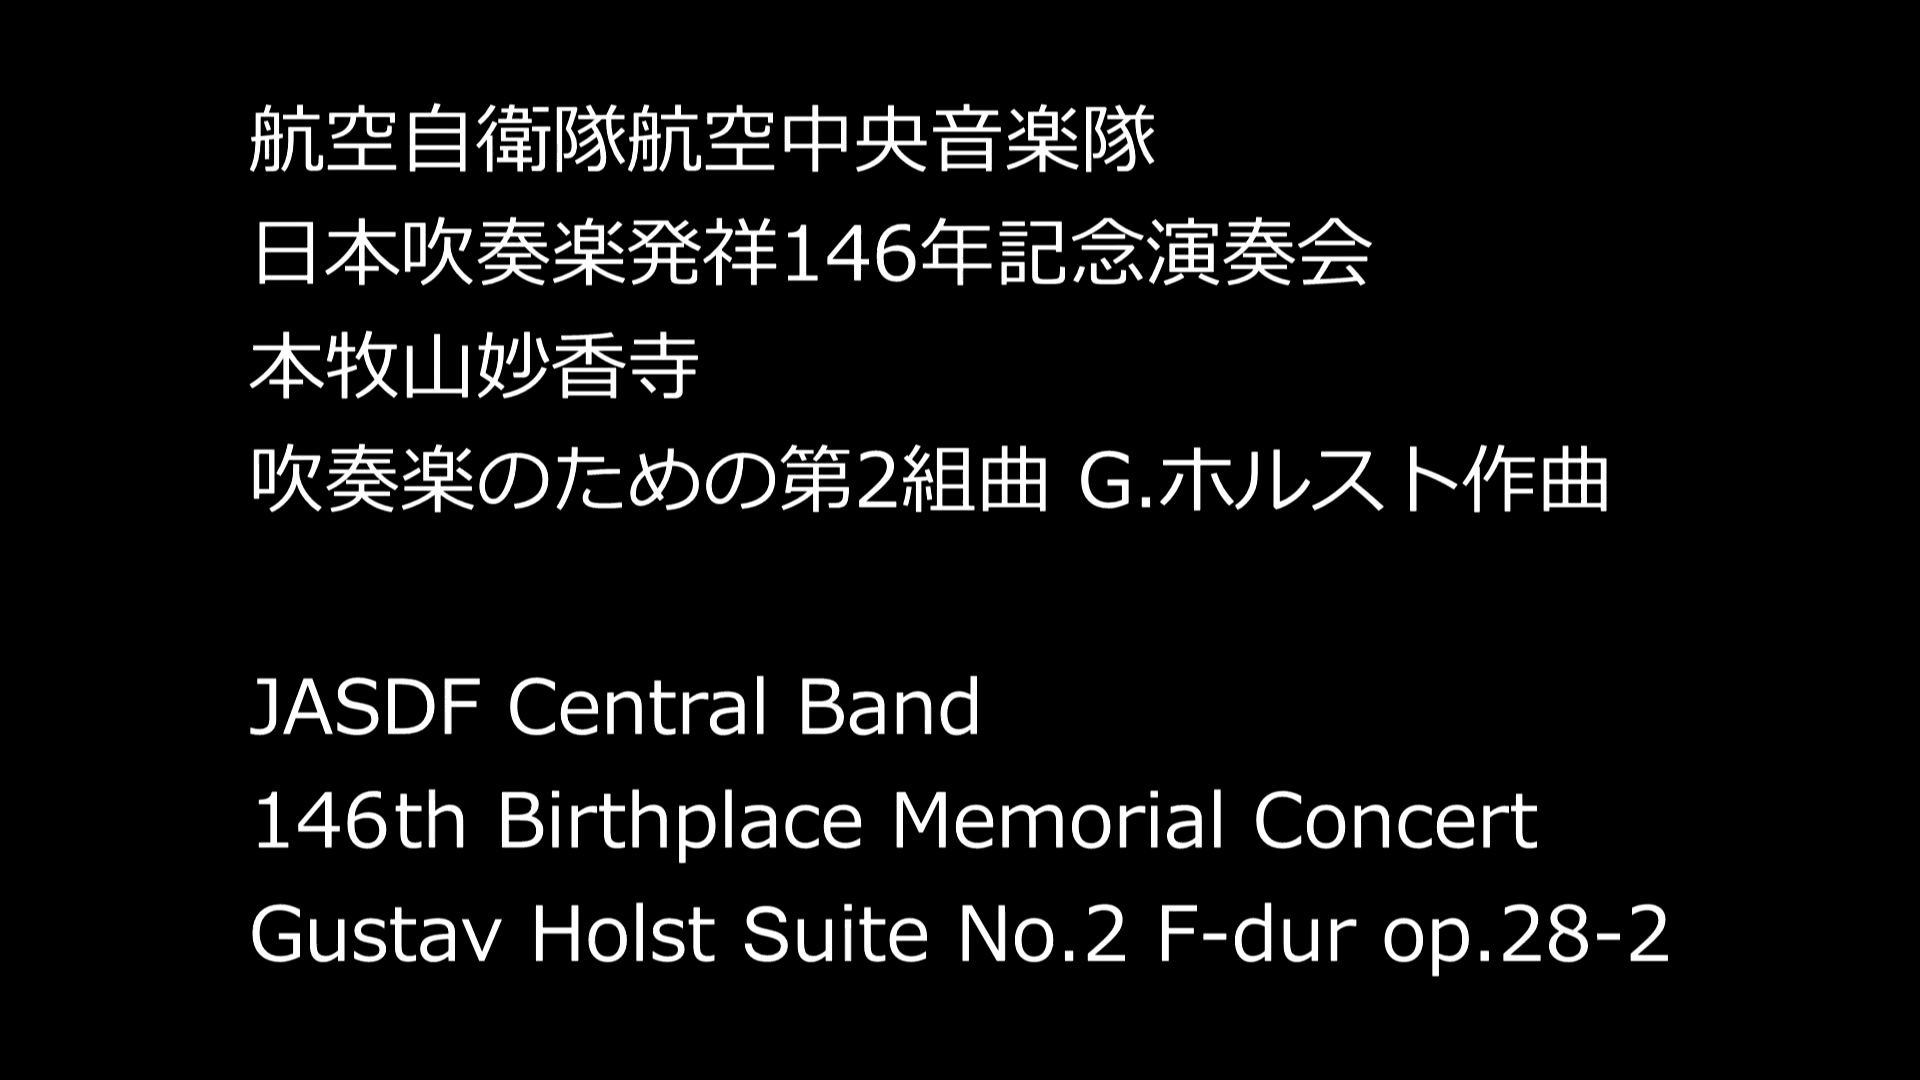 航空自衛隊航空中央音楽隊
日本吹奏楽発祥146年記念演奏会
本牧山妙香寺
吹奏楽のための第2組曲 G.ホルスト作曲
JASDF Central Band
146th Birthplace Memorial Concert
Gustav Holst Suite No.2 F-dur op.28-2